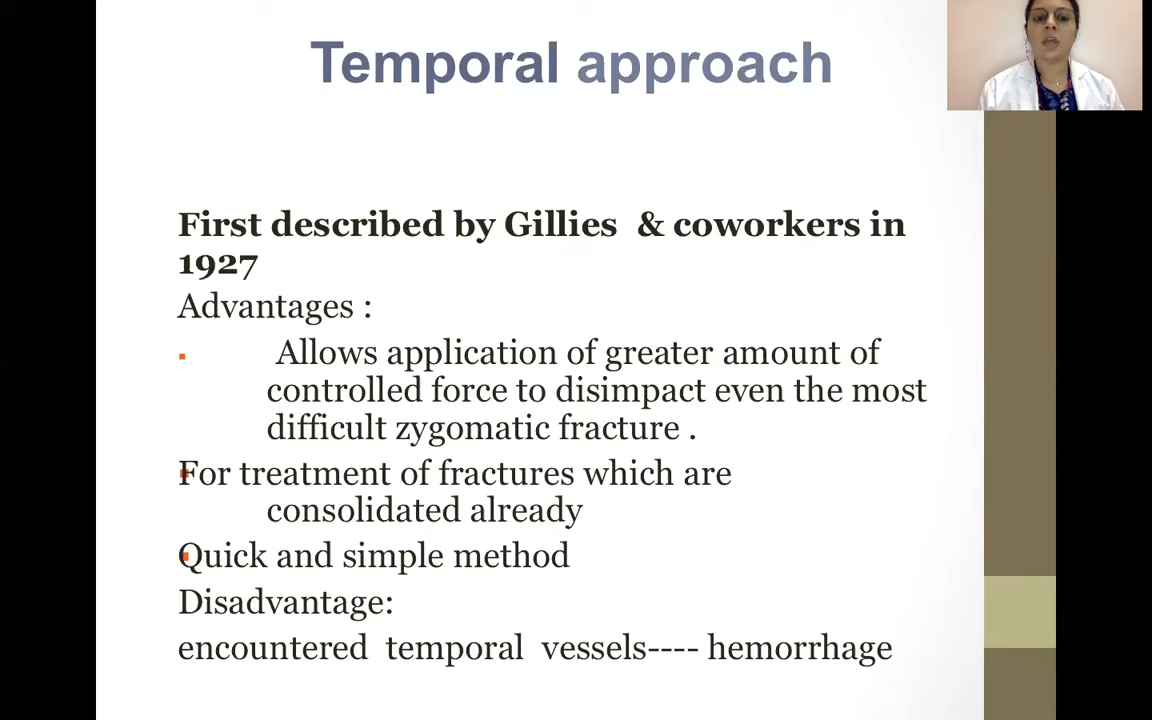 Temporal approach
First described by Gillies & coworkers in
1927
Advantages :
Allows application of greater amount of
controlled force to disimpact even the most
difficult zygomatic fracture .
For treatment of fractures which are
consolidated already
Quick and simple method
Disadvantage:
encountered temporal vessels---- hemorrhage